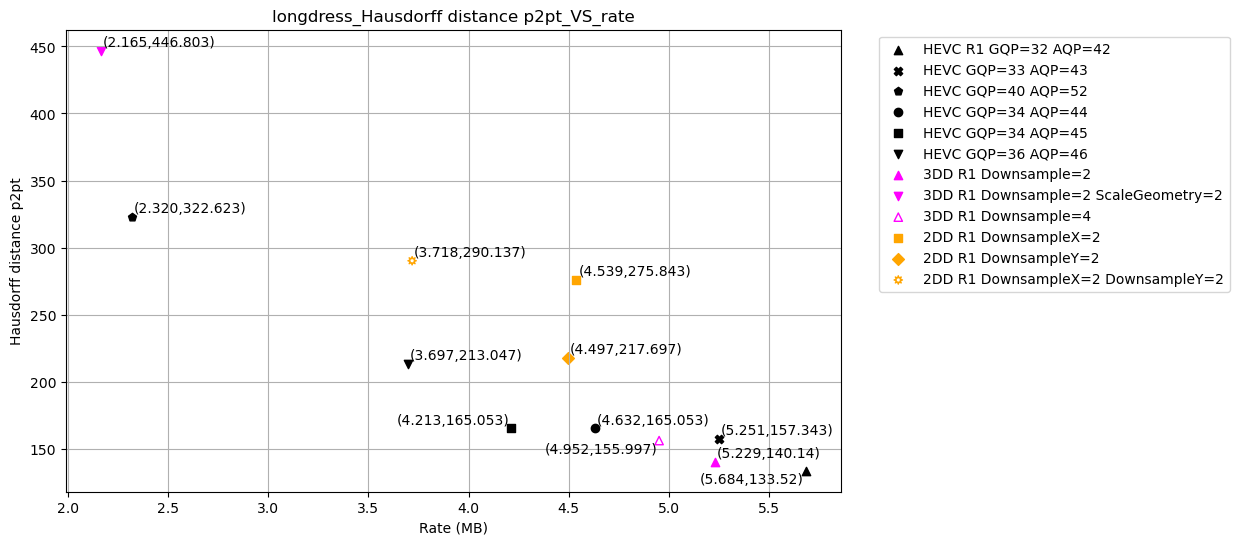 longdress_Hausdorff distance p2pt_VS_rate
Hausdorff distance p2pt
450
400
350
300
250
200
150
(2.165,446.803)
(2.320,322.623)
(3.718,290.137)
(4.539,275.843)
(3.697,213.047)
(4.497,217.697)
(4.213,165.053)
(4.632,165.053)
(5.251,157.343)
(4.952,155.997)
(5.229,140.14)
(5.684,133.52)
2.0 2.5 3.0 3.5 4.0 4.5 5.0 5.5
Rate (MB)
HEVC R1 GQP=32 AQP=42
HEVC GQP=33 AQP=43
HEVC GQP=40 AQP=52
HEVC GQP=34 AQP=44
HEVC GQP=34 AQP=45
HEVC GQP=36 AQP=46
3DD R1 Downsample=2
3DD R1 Downsample=2 ScaleGeometry=2
3DD R1 Downsample=4
2DD R1 DownsampleX=2
2DD R1 DownsampleY=2
2DD R1 DownsampleX=2 DownsampleY=2